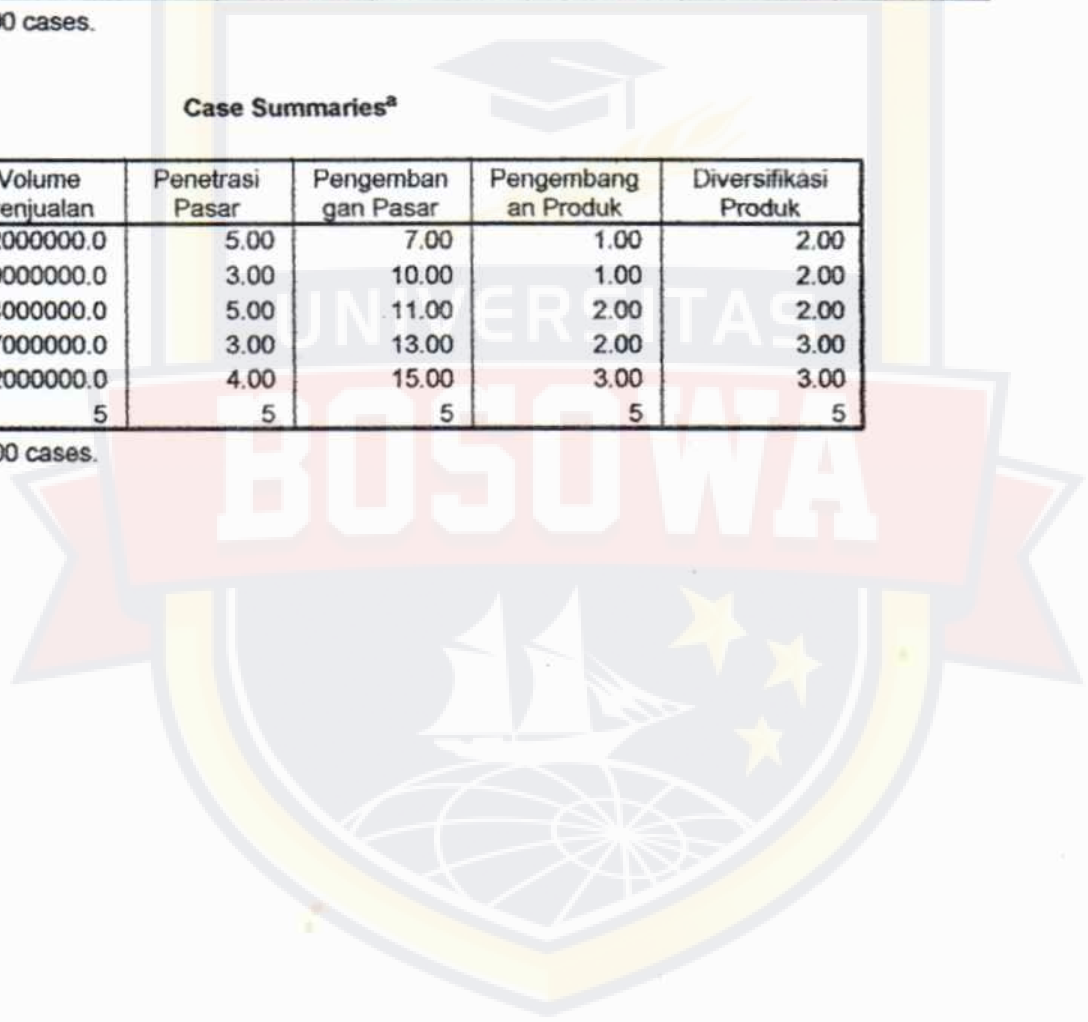 00 cases.
Case Summariesª
Volume Penetrasi Pengemban Pengembang Diversifikasi
enjualan Pasar gan Pasar an Produk Produk
000000.0 5.00 7.00 1.00 2.00
000000.0 3.00 10.00 1.00 2.00
000000.0 5.00 11.00 2.00 2.00
000000.0 3.00 13.00 2.00 3.00
000000.0 4.00 15.00 3.00 3.00
5 5 5 5 5
00 cases.
UNIVERSITAS
BOSOWA